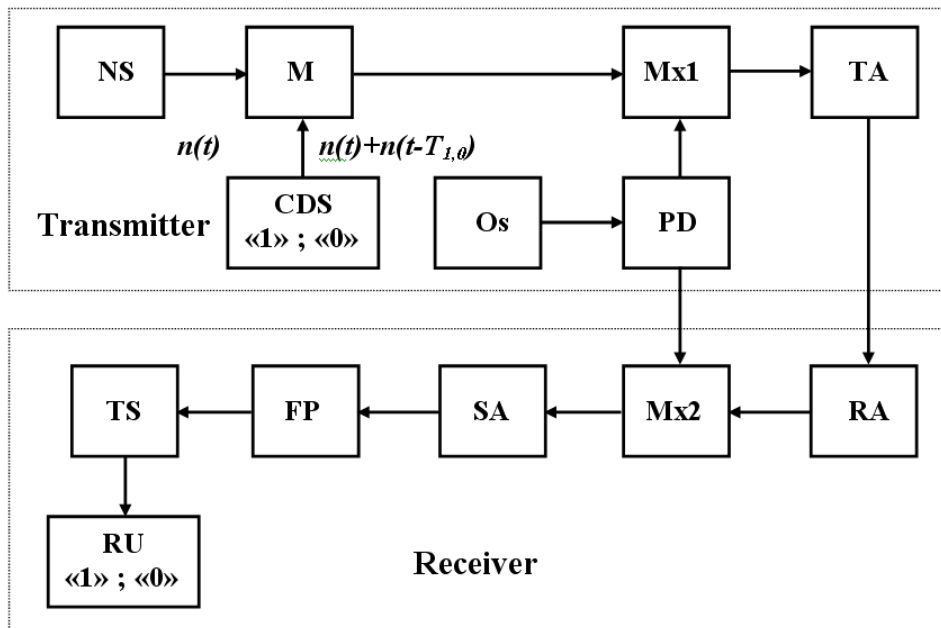 NS
M
Mx1
TA
n(t)
n(t)+n(t-T1,0)
CDS
«1» ; «0»
Os
PD
Transmitter
TS
FP
SA
Mx2
RA
RU
«1» ; «0»
Receiver